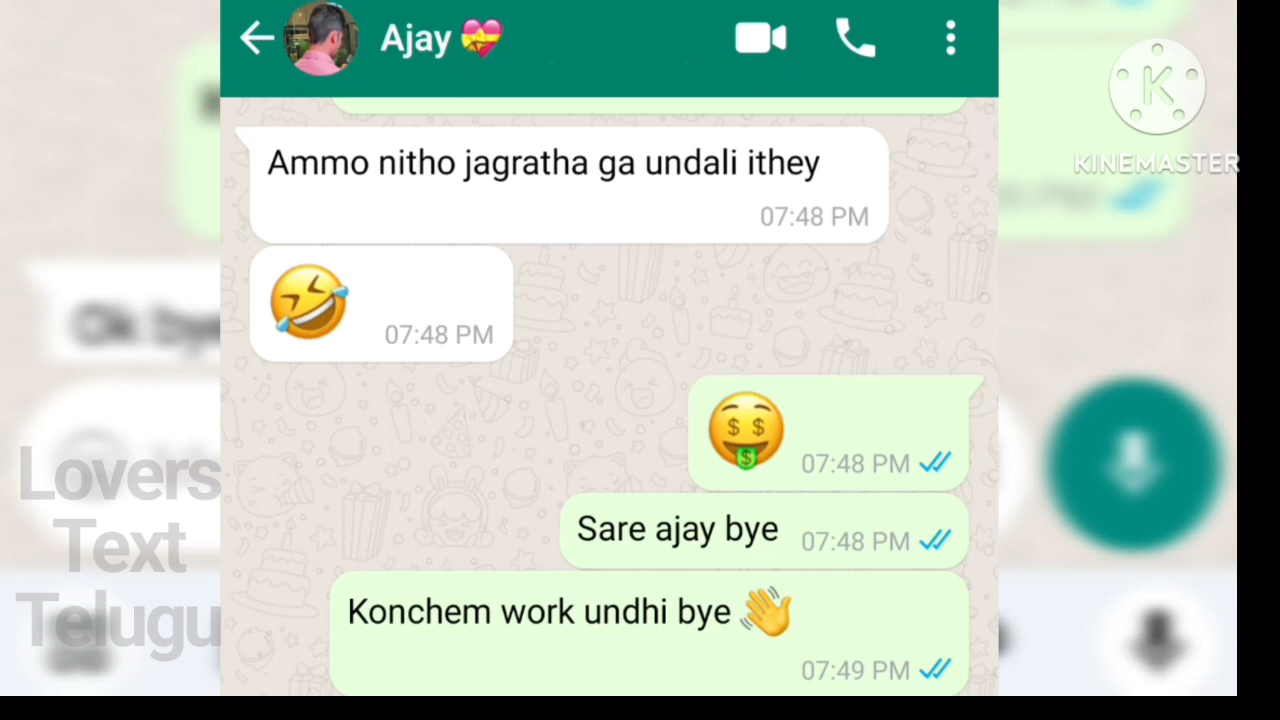 Ajay
KINEMASTER
Ammo nitho jagratha ga undali ithey
07:48 PM
07:48 PM
07:48 PM
Sare ajay bye
07:48 PM
Konchem work undhi bye
07:49 PM
Lovers
Text
Telugu